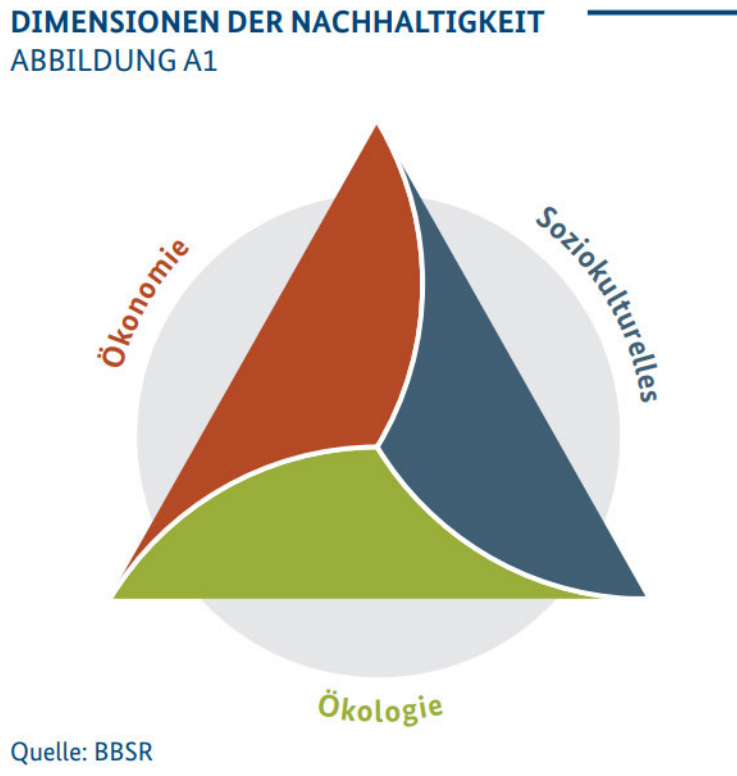 DIMENSIONEN DER NACHHALTIGKEIT
ABBILDUNG A1
Ökonomie
Soziokulturelles
Ökologie
Quelle: BBSR